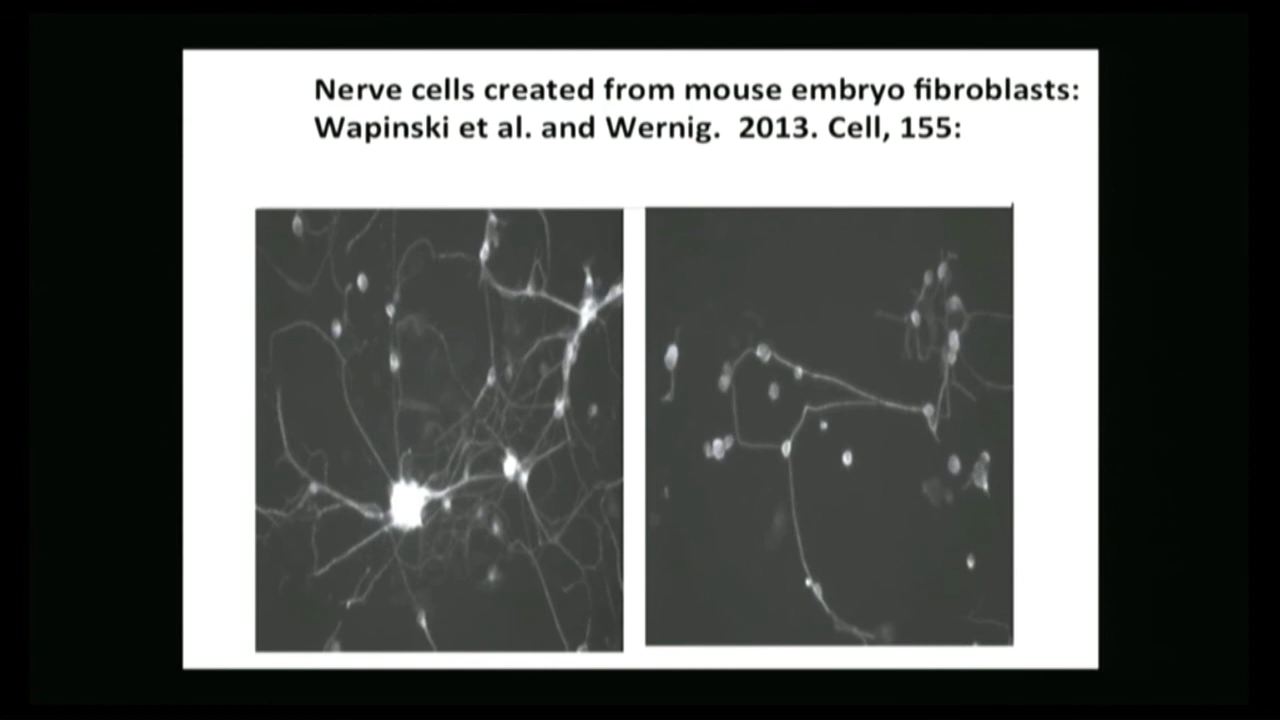 Nerve cells created from mouse embryo fibroblasts:
Wapinski et al. and Wernig. 2013. Cell, 155: